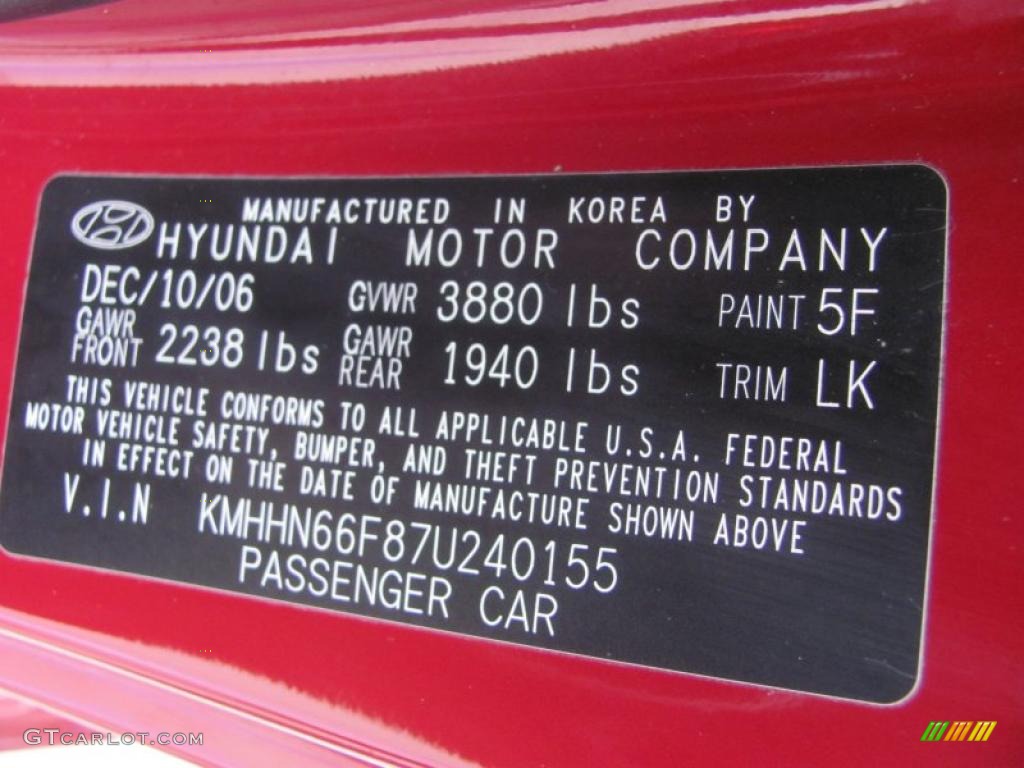 MANUFACTURED IN KOREA BY
HYUNDAI MOTOR COMPANY
DEC/10/06 GVWR 3880 lbs PAINT 5F
GAWR FRONT 2238 lbs GAWR REAR 1940 lbs TRIM LK
THIS VEHICLE CONFORMS TO ALL APPLICABLE U.S.A. FEDERAL
MOTOR VEHICLE SAFETY, BUMPER, AND THEFT PREVENTION STANDARDS
IN EFFECT ON THE DATE OF MANUFACTURE SHOWN ABOVE
V.I.N KMHHN66F87U240155
PASSENGER CAR
GTCARLOT.COM